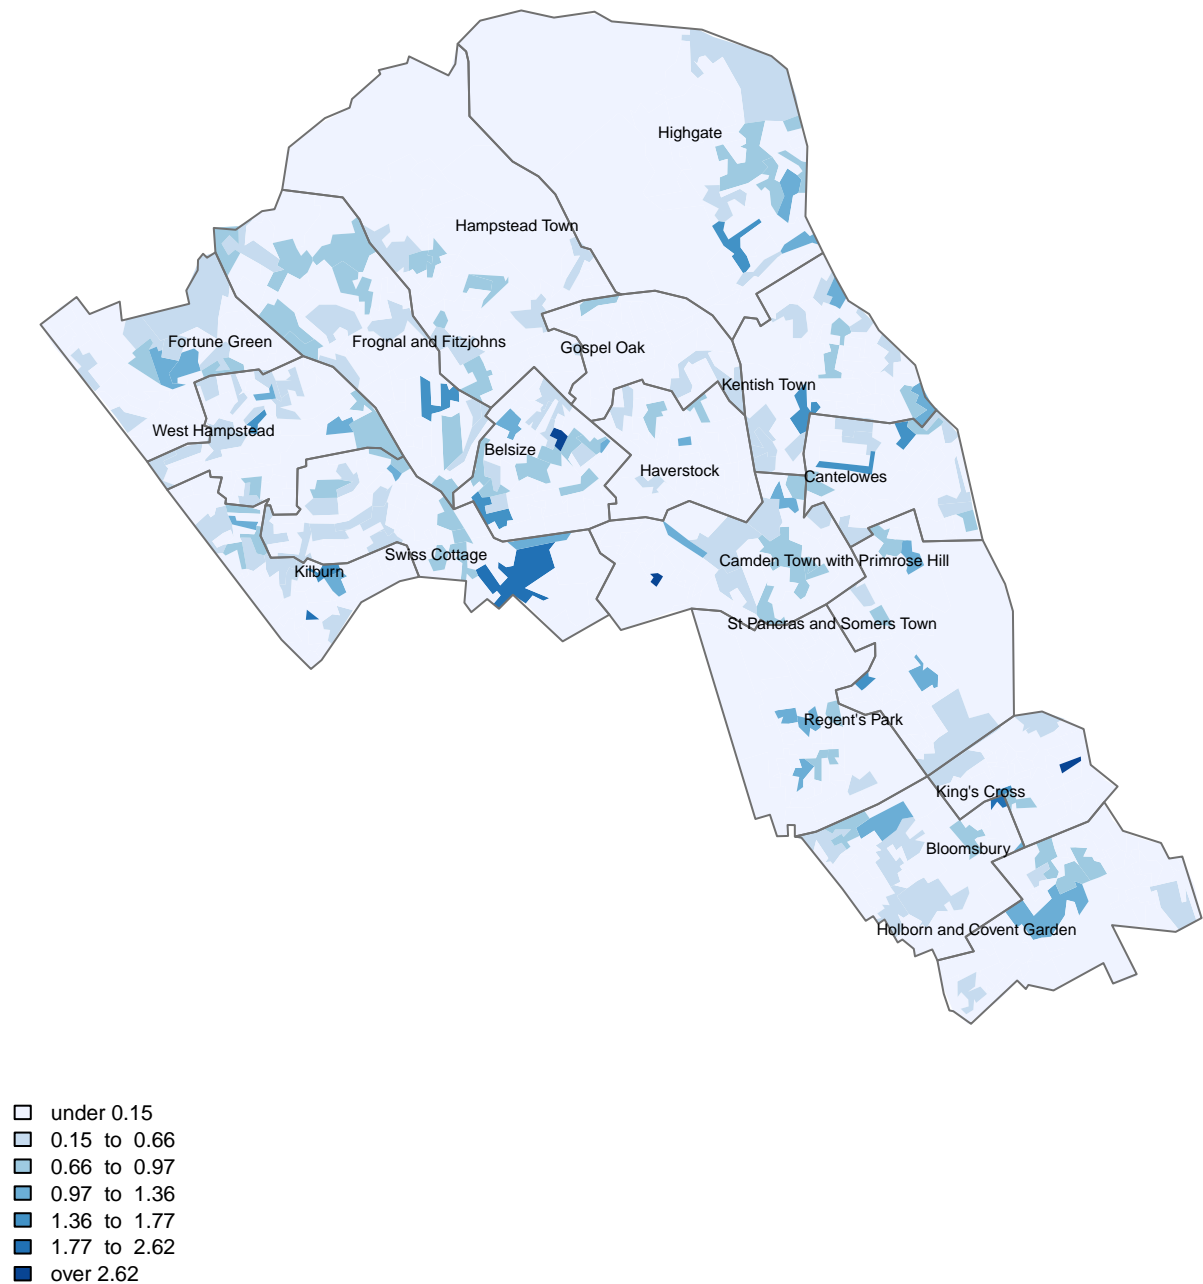 Highgate
Hampstead Town
Fortune Green
Frognal and Fitzjohns
Gospel Oak
Kentish Town
West Hampstead
Belsize
Haverstock
Cantelowes
Swiss Cottage
Camden Town with Primrose Hill
Kilburn
St Pancras and Somers Town
Regent's Park
King's Cross
Bloomsbury
Holborn and Covent Garden
under 0.15
0.15 to 0.66
0.66 to 0.97
0.97 to 1.36
1.36 to 1.77
1.77 to 2.62
over 2.62